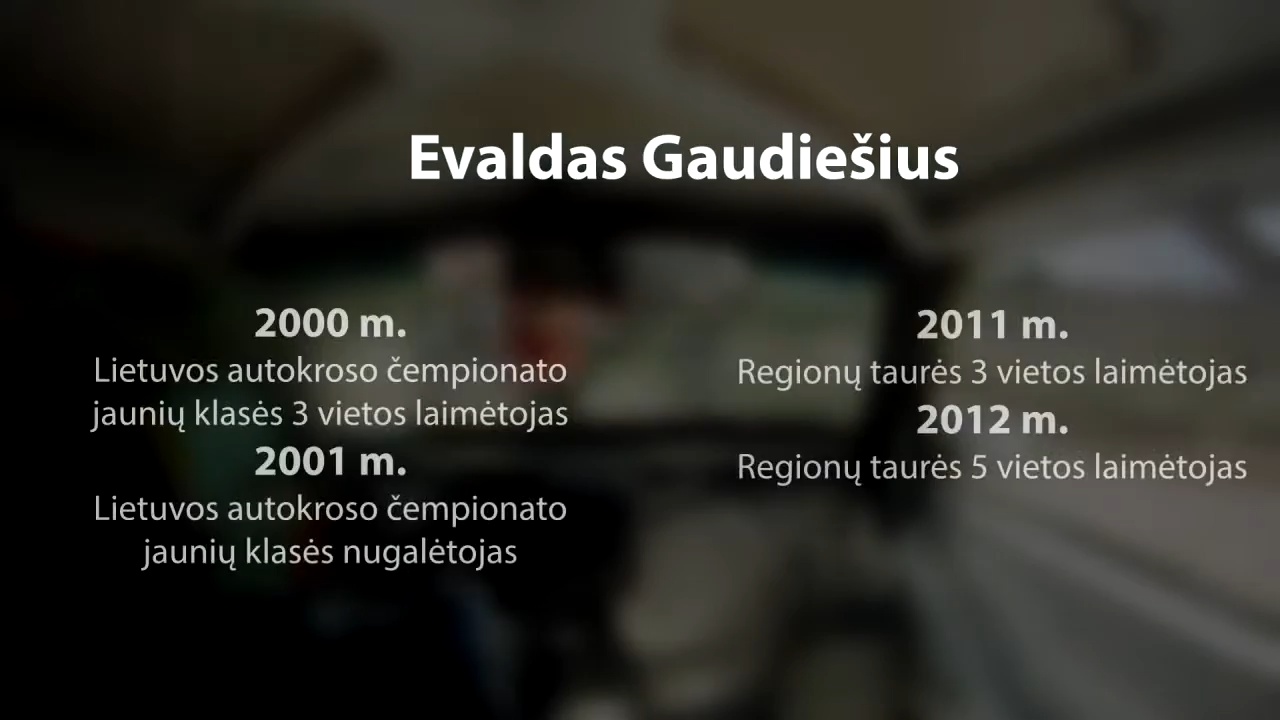 Evaldas Gaudiešius
2000 m.
Lietuvos autokroso čempionato
jaunių klasės 3 vietos laimėtojas
2001 m.
Lietuvos autokroso čempionato
jaunių klasės nugalėtojas
2011 m.
Regionų taurės 3 vietos laimėtojas
2012 m.
Regionų taurės 5 vietos laimėtojas